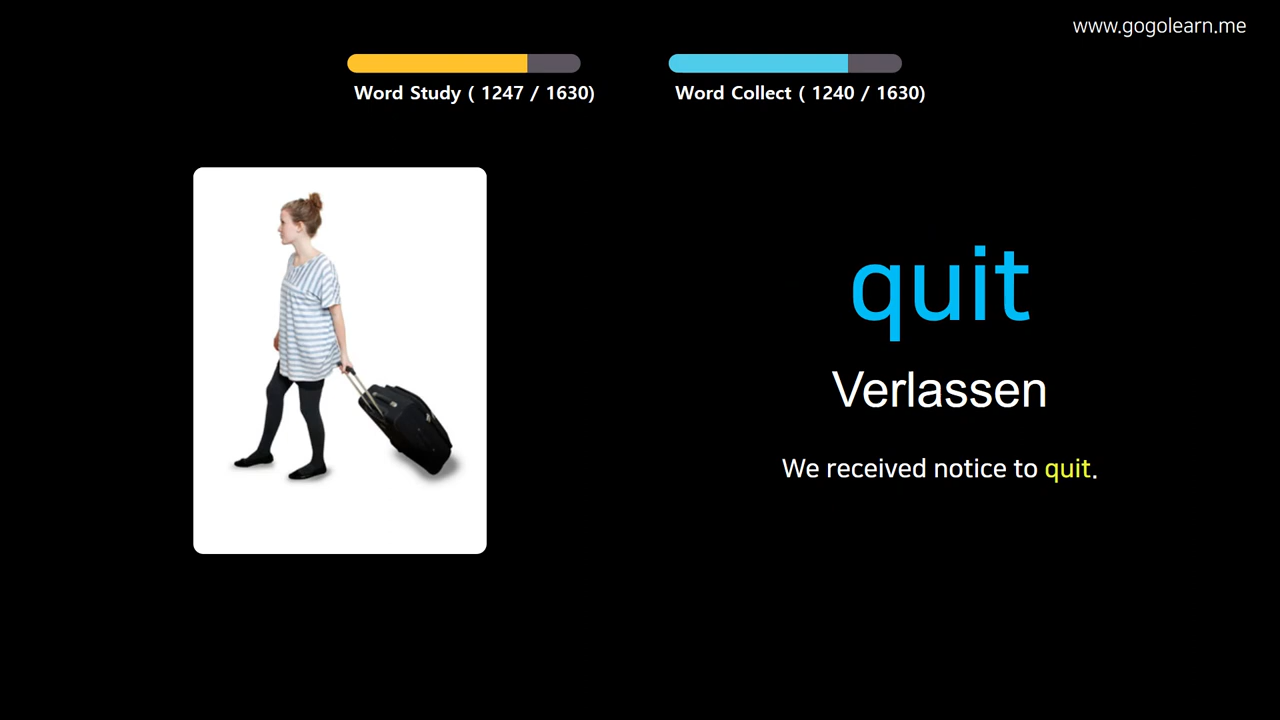 www.gogolearn.me
Word Study ( 1247 / 1630)
Word Collect ( 1240 / 1630)
quit
Verlassen
We received notice to quit.